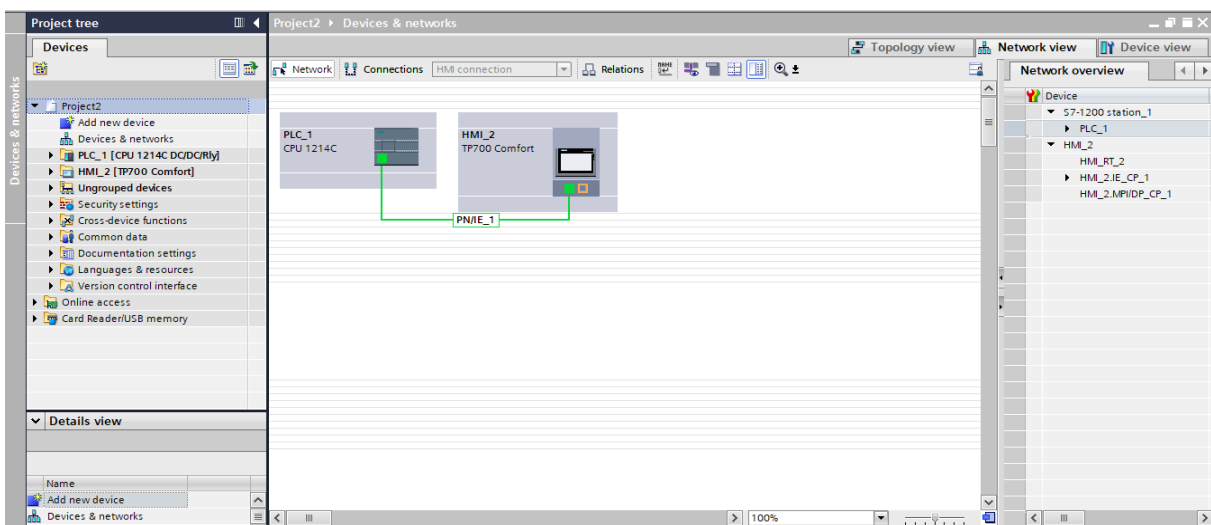 Project tree
Project2 ▸ Devices & networks
Devices
Topology view
Network view
Device view
Network
Connections
HMI connection
Relations
Network overview
Devices & networks
Project2
Add new device
Devices & networks
PLC_1 [CPU 1214C DC/DC/Rly]
HMI_2 [TP700 Comfort]
Ungrouped devices
Security settings
Cross-device functions
Common data
Documentation settings
Languages & resources
Version control interface
Online access
Card Reader/USB memory
PLC_1
CPU 1214C
HMI_2
TP700 Comfort
PN/IE_1
Device
S7-1200 station_1
PLC_1
HMI_2
HMI_RT_2
HMI_2.IE_CP_1
HMI_2.MPI/DP_CP_1
Details view
Name
Add new device
Devices & networks
100%